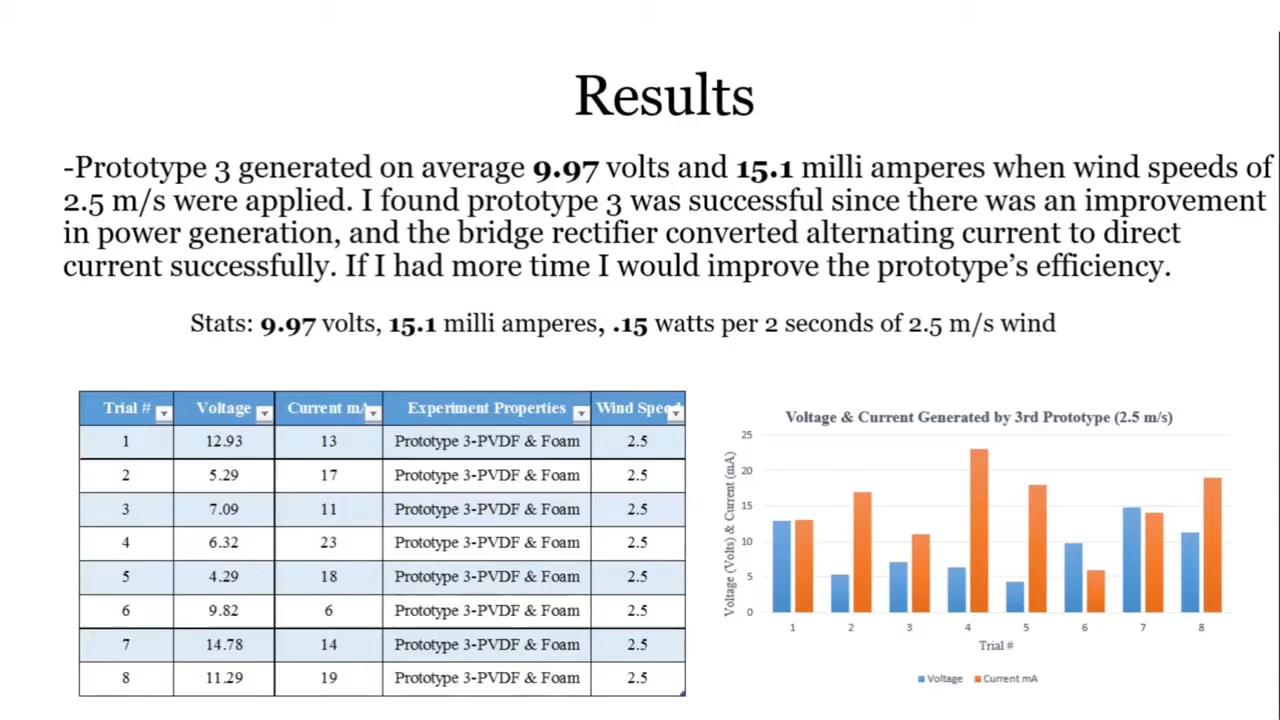 Results
-Prototype 3 generated on average 9.97 volts and 15.1 milli amperes when wind speeds of
2.5 m/s were applied. I found prototype 3 was successful since there was an improvement
in power generation, and the bridge rectifier converted alternating current to direct
current successfully. If I had more time I would improve the prototype’s efficiency.
Stats: 9.97 volts, 15.1 milli amperes, .15 watts per 2 seconds of 2.5 m/s wind
Trial # Voltage Current mA Experiment Properties Wind Speed
1 12.93 13 Prototype 3-PVDF & Foam 2.5
2 5.29 17 Prototype 3-PVDF & Foam 2.5
3 7.09 11 Prototype 3-PVDF & Foam 2.5
4 6.32 23 Prototype 3-PVDF & Foam 2.5
5 4.29 18 Prototype 3-PVDF & Foam 2.5
6 9.82 6 Prototype 3-PVDF & Foam 2.5
7 14.78 14 Prototype 3-PVDF & Foam 2.5
8 11.29 19 Prototype 3-PVDF & Foam 2.5
Voltage & Current Generated by 3rd Prototype (2.5 m/s)
Voltage (Volts) & Current (mA)
25
20
15
10
5
0
1 2 3 4 5 6 7 8
Trial #
Voltage Current mA